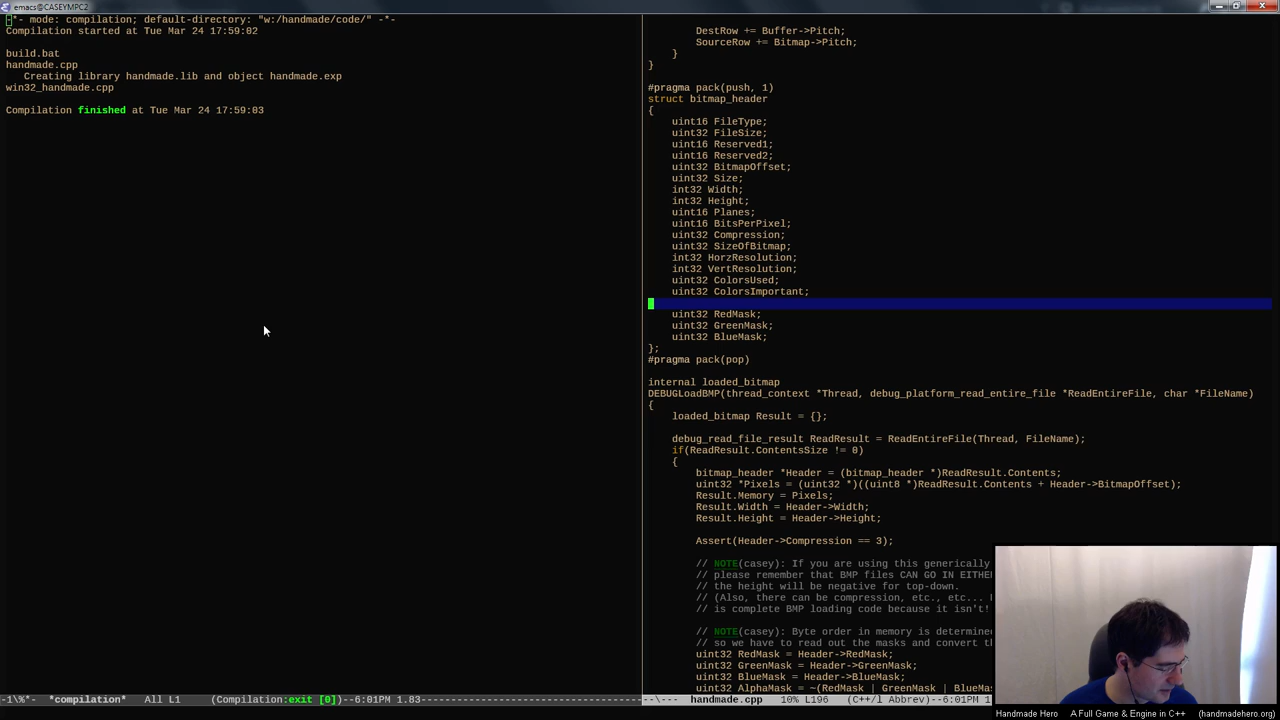 emacs@CASEYMPC2
-*- mode: compilation; default-directory: "w:/handmade/code/" -*-
Compilation started at Tue Mar 24 17:59:02
build.bat
handmade.cpp
Creating library handmade.lib and object handmade.exp
win32_handmade.cpp
Compilation finished at Tue Mar 24 17:59:03
-1\%*- *compilation* All L1 (Compilation:exit [0])--6:01PM 1.83
DestRow += Buffer->Pitch;
SourceRow += Bitmap->Pitch;
}
}
#pragma pack(push, 1)
struct bitmap_header
{
uint16 FileType;
uint32 FileSize;
uint16 Reserved1;
uint16 Reserved2;
uint32 BitmapOffset;
uint32 Size;
int32 Width;
int32 Height;
uint16 Planes;
uint16 BitsPerPixel;
uint32 Compression;
uint32 SizeOfBitmap;
int32 HorzResolution;
int32 VertResolution;
uint32 ColorsUsed;
uint32 ColorsImportant;
uint32 RedMask;
uint32 GreenMask;
uint32 BlueMask;
};
#pragma pack(pop)
internal loaded_bitmap
DEBUGLoadBMP(thread_context *Thread, debug_platform_read_entire_file *ReadEntireFile, char *FileName)
{
loaded_bitmap Result = {};
debug_read_file_result ReadResult = ReadEntireFile(Thread, FileName);
if(ReadResult.ContentsSize != 0)
{
bitmap_header *Header = (bitmap_header *)ReadResult.Contents;
uint32 *Pixels = (uint32 *)((uint8 *)ReadResult.Contents + Header->BitmapOffset);
Result.Memory = Pixels;
Result.Width = Header->Width;
Result.Height = Header->Height;
Assert(Header->Compression == 3);
// NOTE(casey): If you are using this generically
// please remember that BMP files CAN GO IN EITHE
// the height will be negative for top-down.
// (Also, there can be compression, etc., etc...
// is complete BMP loading code because it isn't!
// NOTE(casey): Byte order in memory is determine
// so we have to read out the masks and convert th
uint32 RedMask = Header->RedMask;
uint32 GreenMask = Header->GreenMask;
uint32 BlueMask = Header->BlueMask;
uint32 AlphaMask = ~(RedMask | GreenMask | BlueMas
--\--- handmade.cpp 10% L196 (C++/l Abbrev)--6:01PM 1
Handmade Hero A Full Game & Engine in C++ (handmadehero.org)